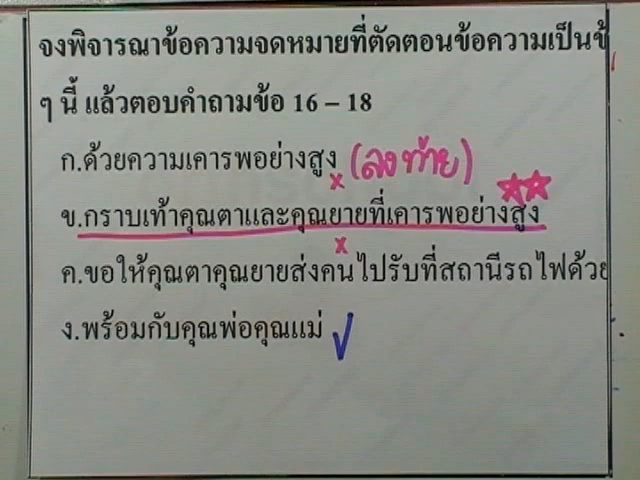 จงพิจารณาข้อความจดหมายที่ตัดตอนข้อความเป็น
ๆ นี้ แล้วตอบคำถามข้อ 16 – 18
ก.ด้วยความเคารพอย่างสูง (ลงท้าย)
ข.กราบเท้าคุณตาและคุณยายที่เคารพอย่างสูง
ค.ขอให้คุณตาคุณยายส่งคนไปรับที่สถานีรถไฟด้วย
ง.พร้อมกับคุณพ่อคุณแม่